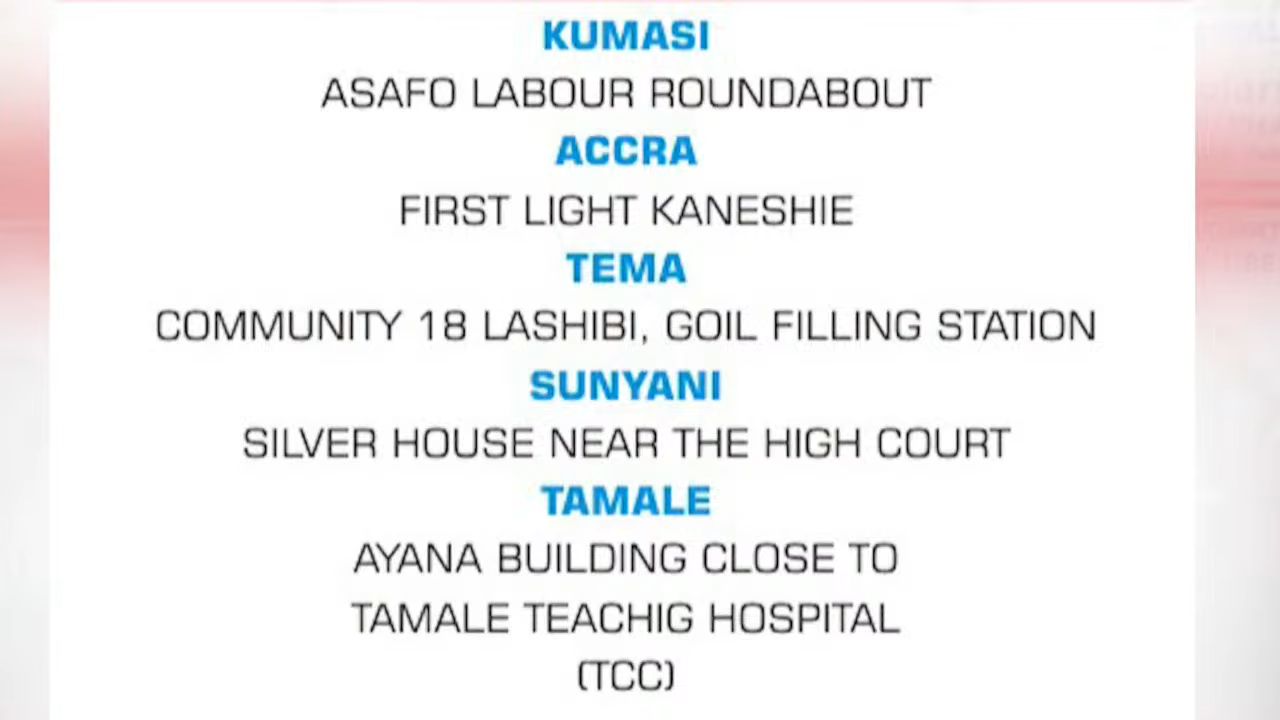 KUMASI
ASAFO LABOUR ROUNDABOUT
ACCRA
FIRST LIGHT KANESHIE
TEMA
COMMUNITY 18 LASHIBI, GOIL FILLING STATION
SUNYANI
SILVER HOUSE NEAR THE HIGH COURT
TAMALE
AYANA BUILDING CLOSE TO
TAMALE TEACHIG HOSPITAL
(TCC)